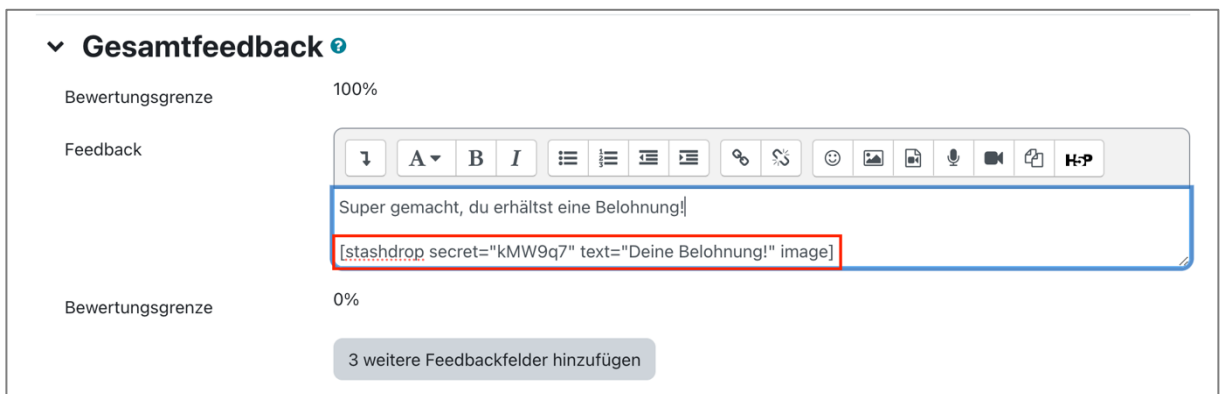 Gesamtfeedback ?
Bewertungsgrenze 100%
Feedback
A B I H5P
Super gemacht, du erhältst eine Belohnung!
[stashdrop secret="kMW9q7" text="Deine Belohnung!" image]
Bewertungsgrenze 0%
3 weitere Feedbackfelder hinzufügen